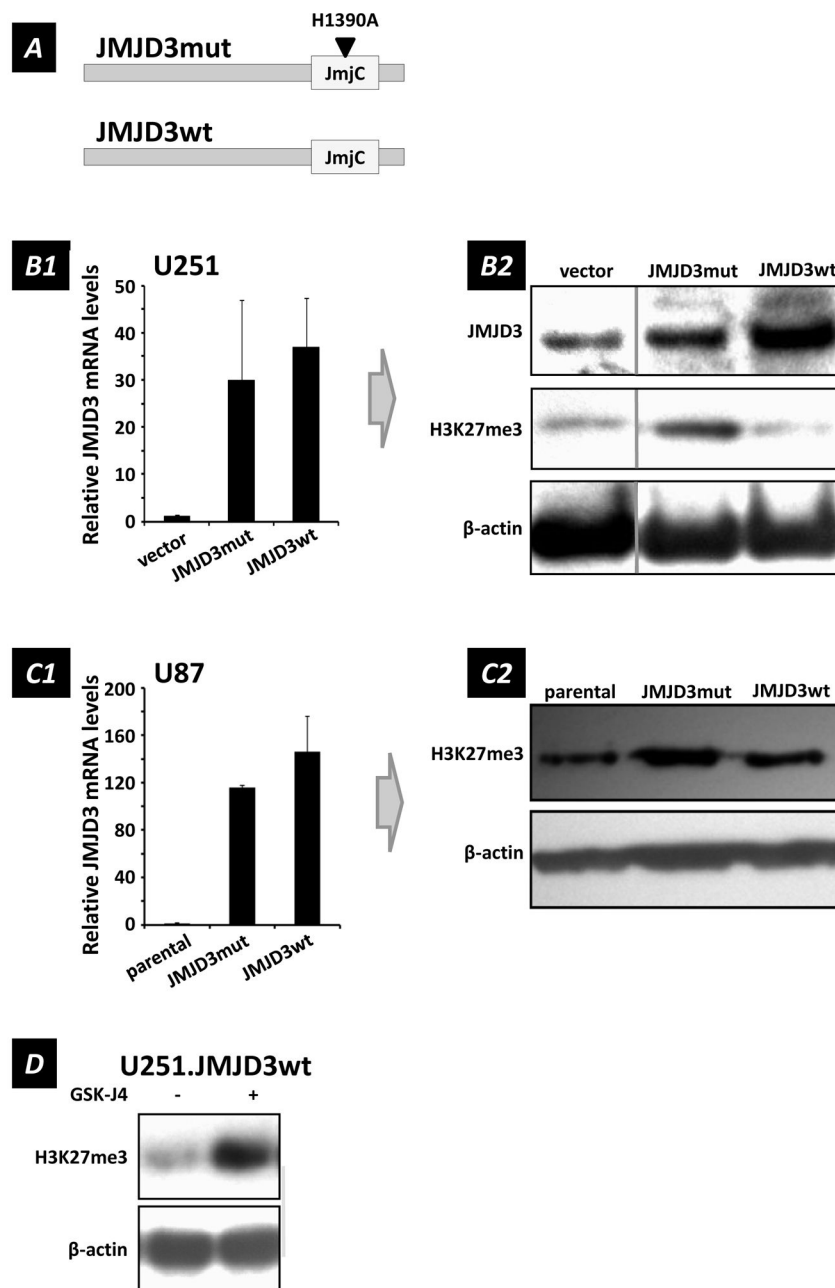 A
H1390A
JMJD3mut
JmjC
JMJD3wt
JmjC
B1
U251
Relative JMJD3 mRNA levels
50
40
30
20
10
0
vector
JMJD3mut
JMJD3wt
B2
vector JMJD3mut JMJD3wt
JMJD3
H3K27me3
β-actin
C1
U87
Relative JMJD3 mRNA levels
200
160
120
80
40
0
parental
JMJD3mut
JMJD3wt
C2
parental JMJD3mut JMJD3wt
H3K27me3
β-actin
D
U251.JMJD3wt
GSK-J4 - +
H3K27me3
β-actin